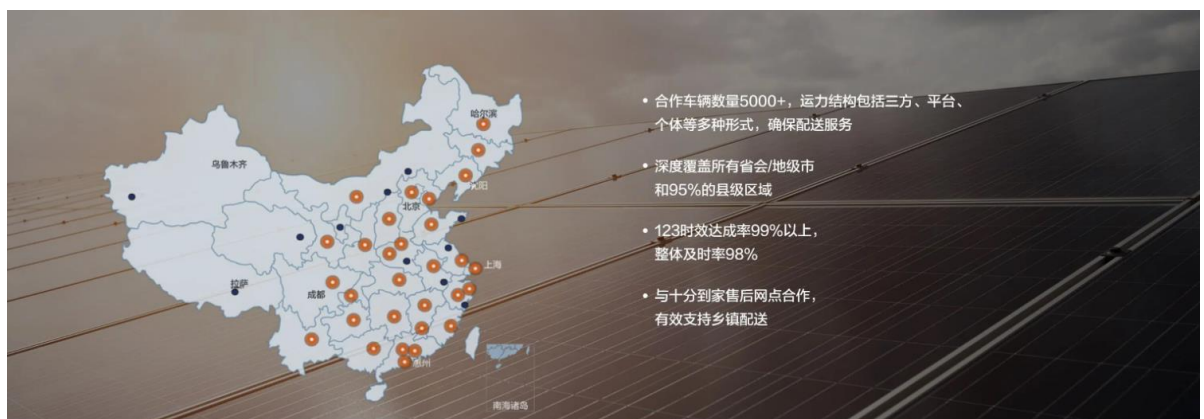 哈尔滨
乌鲁木齐
沈阳
北京
上海
拉萨
成都
惠州
南海诸岛
• 合作车辆数量5000+，运力结构包括三方、平台、
个体等多种形式，确保配送服务
• 深度覆盖所有省会/地级市
和95%的县级区域
• 123时效达成率99%以上，
整体及时率98%
• 与十分到家售后网点合作，
有效支持乡镇配送